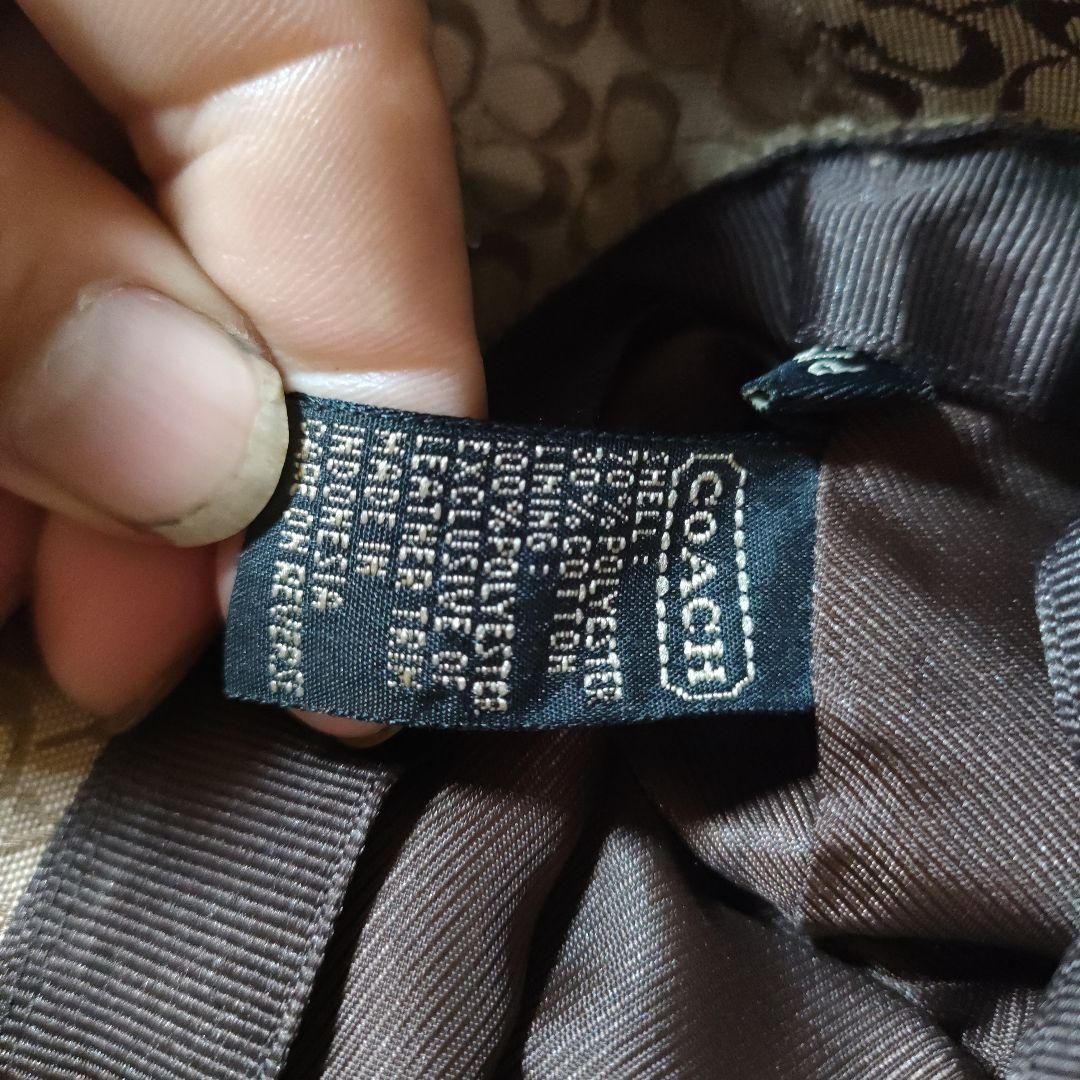 COACH
SHELL:
70% POLYESTER
30% COTTON
LINING
100% POLYESTER
EXCLUSIVE OF
LEATHER TRIM
MADE IN
INDONESIA
CARE ON REVERSE